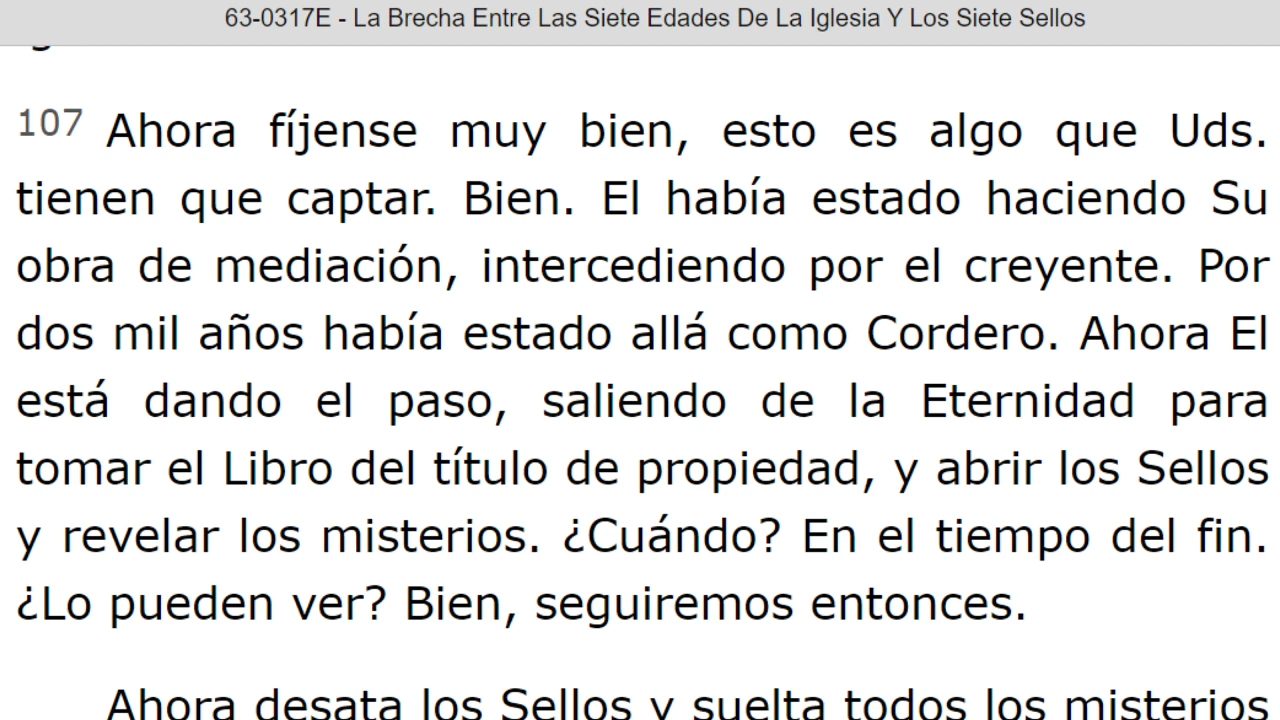 63-0317E - La Brecha Entre Las Siete Edades De La Iglesia Y Los Siete Sellos
107 Ahora fíjense muy bien, esto es algo que Uds.
tienen que captar. Bien. El había estado haciendo Su
obra de mediación, intercediendo por el creyente. Por
dos mil años había estado allá como Cordero. Ahora El
está dando el paso, saliendo de la Eternidad para
tomar el Libro del título de propiedad, y abrir los Sellos
y revelar los misterios. ¿Cuándo? En el tiempo del fin.
¿Lo pueden ver? Bien, seguiremos entonces.
Ahora desata los Sellos y suelta todos los misterios